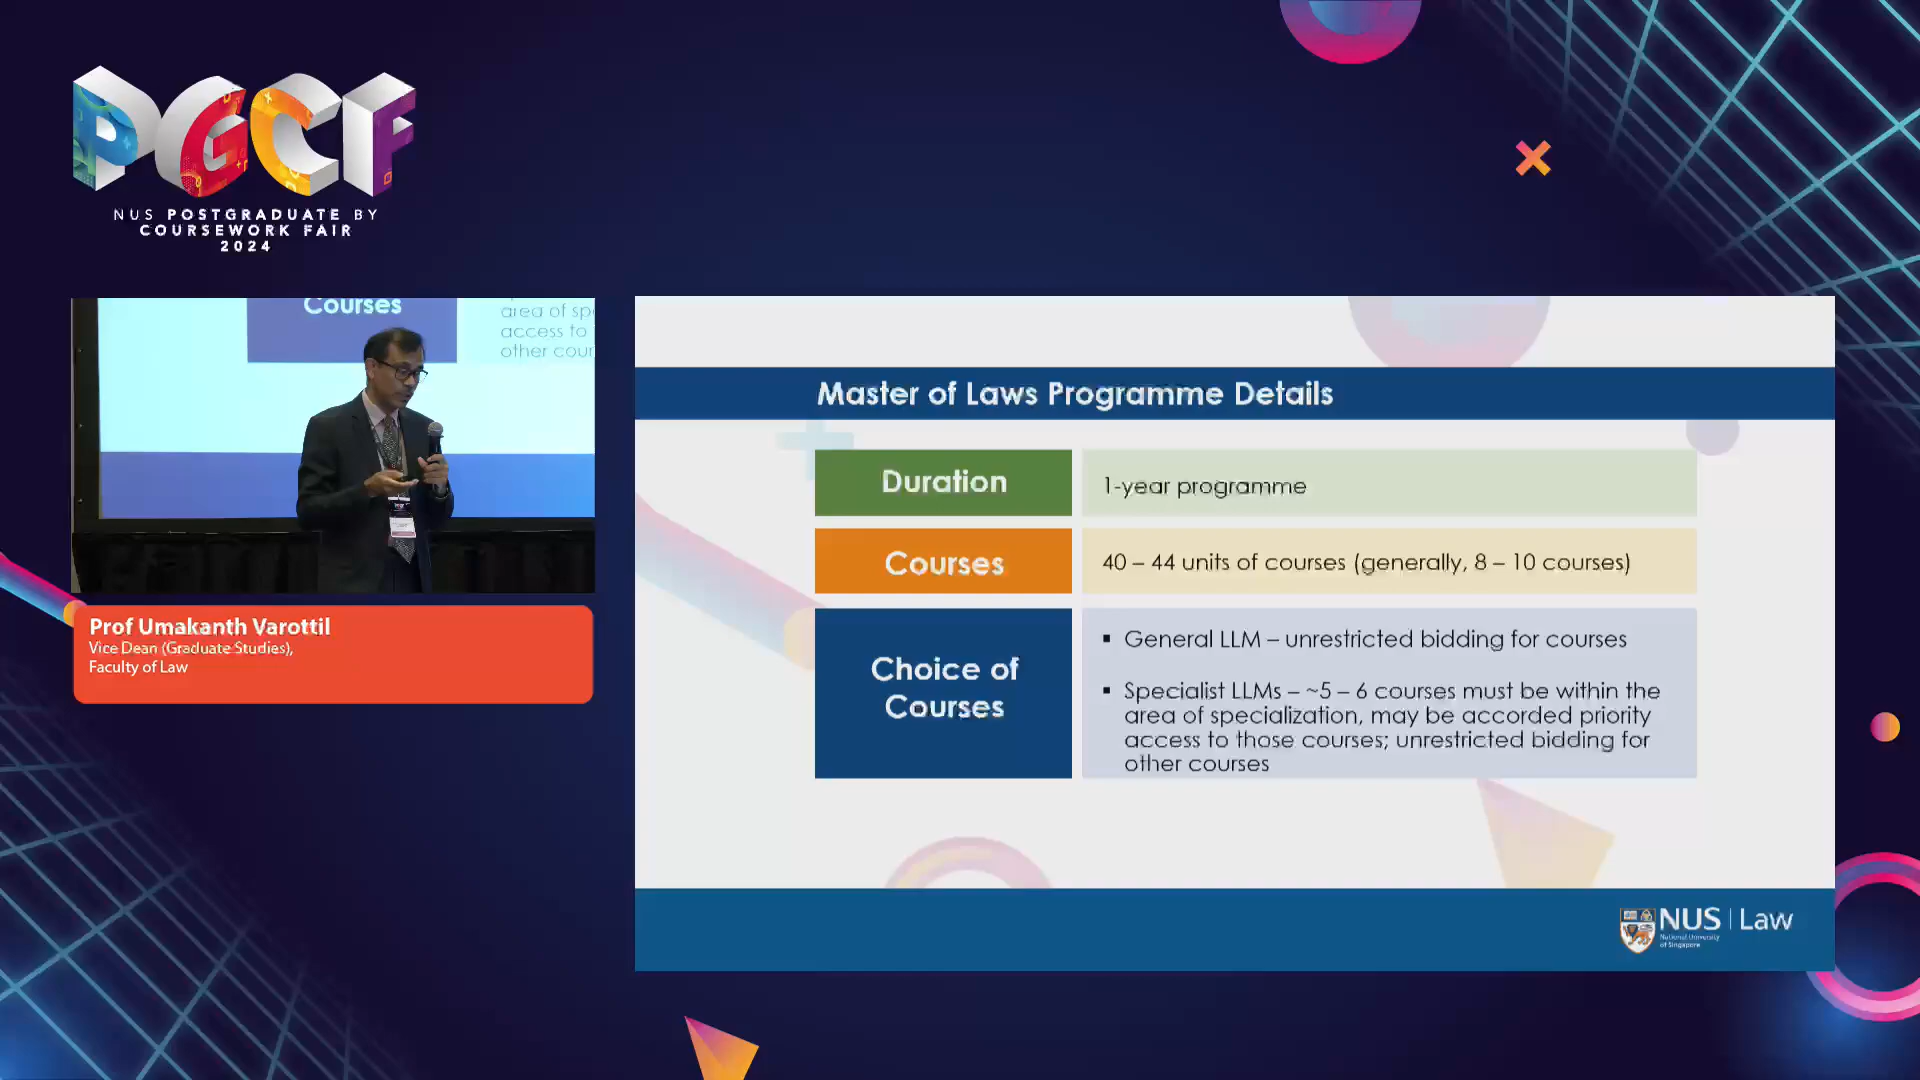 PGCF
NUS POSTGRADUATE BY
COURSEWORK FAIR
2024
Courses
area of sp
access to
other cour
Prof Umakanth Varottil
Vice Dean (Graduate Studies),
Faculty of Law
Master of Laws Programme Details
Duration
1-year programme
Courses
40 – 44 units of courses (generally, 8 – 10 courses)
Choice of
Courses
▪ General LLM – unrestricted bidding for courses
▪ Specialist LLMs – ~5 – 6 courses must be within the
area of specialization, may be accorded priority
access to those courses; unrestricted bidding for
other courses
NUS | Law
National University
of Singapore